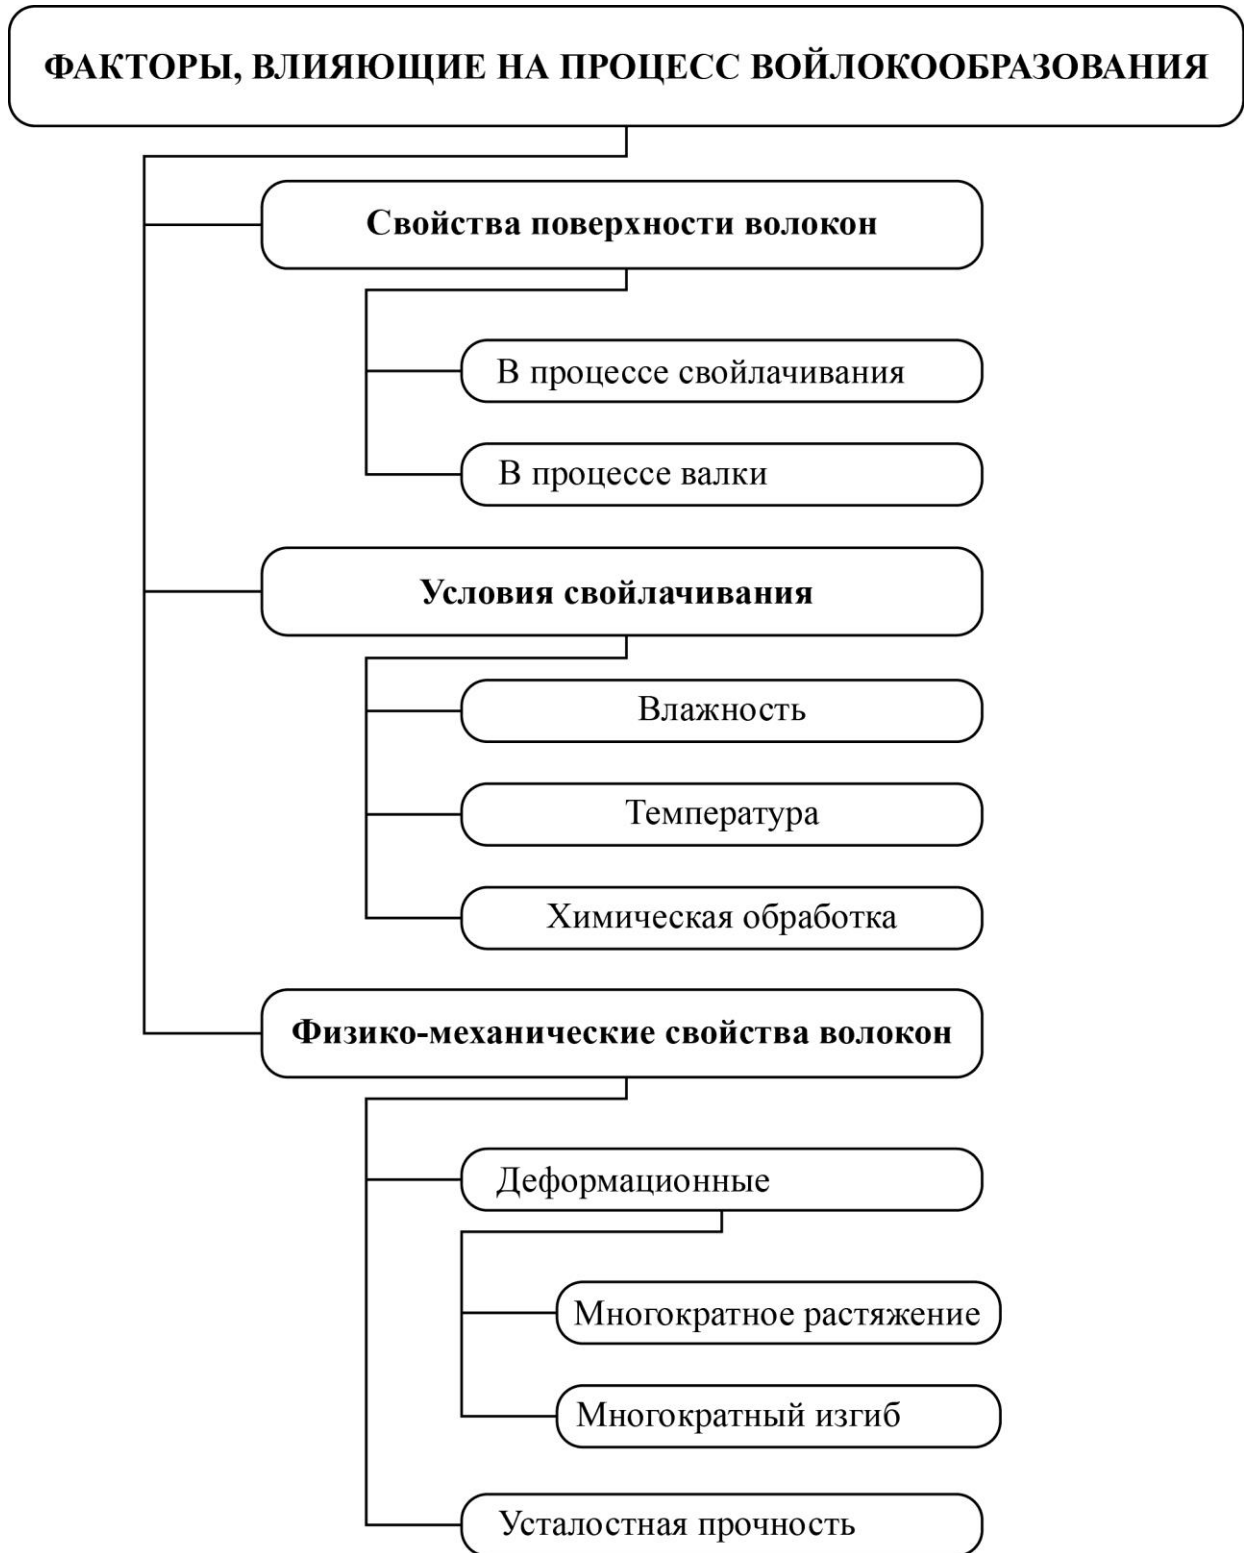 ФАКТОРЫ, ВЛИЯЮЩИЕ НА ПРОЦЕСС ВОЙЛОКООБРАЗОВАНИЯ
Свойства поверхности волокон
В процессе свойлачивания
В процессе валки
Условия свойлачивания
Влажность
Температура
Химическая обработка
Физико-механические свойства волокон
Деформационные
Многократное растяжение
Многократный изгиб
Усталостная прочность